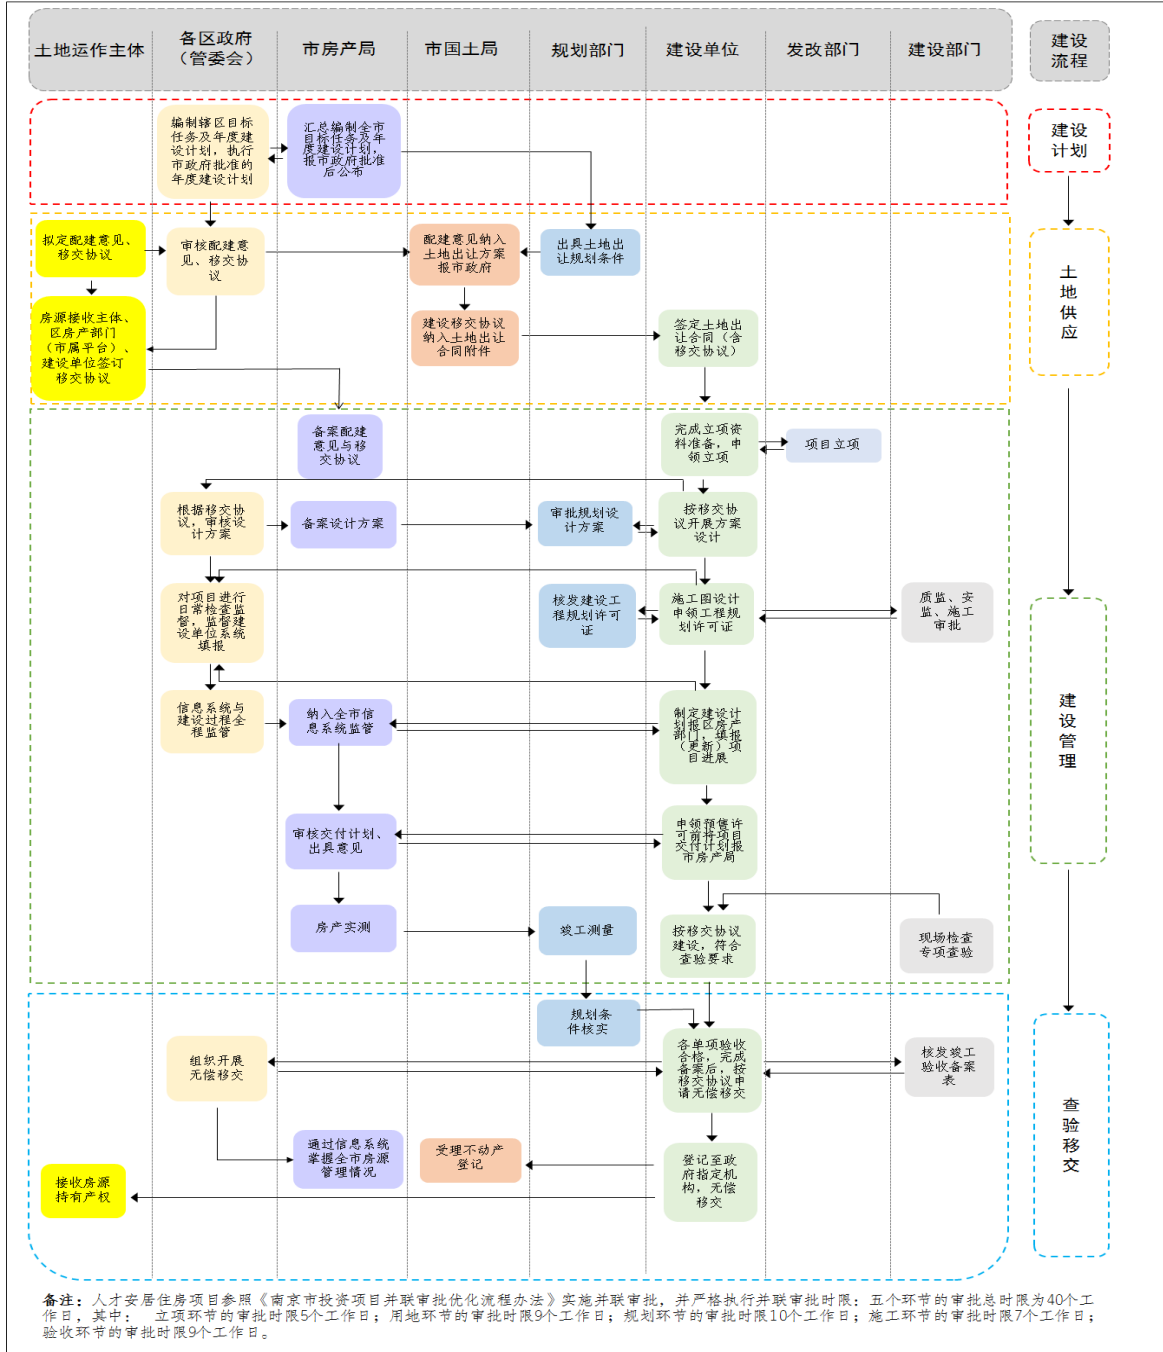 土地运作主体
各区政府
（管委会）
市房产局
市国土局
规划部门
建设单位
发改部门
建设部门
建设
流程
编制辖区目标
任务及年度建
设计划，执行
市政府批准的
年度建设计划
汇总编制全市
目标任务及年
度建设计划，
报市政府批准
后公布
建设
计划
拟定配建意见、
移交协议
审核配建意
见、移交协
议
配建意见纳入
土地出让方案
报市政府
出具土地出
让规划条件
土
地
供
应
房源接收主体、
区房产部门
（市属平台）、
建设单位签订
移交协议
建设移交协议
纳入土地出让
合同附件
签定土地出
让合同（含
移交协议）
备案配建
意见与移
交协议
完成立项资
料准备，申
领立项
项目立项
根据移交协
议，审核设
计方案
备案设计方案
审批规划设
计方案
按移交协
议开展方案
设计
对项目进行
日常检查监
督，监督建
设单位系统
填报
核发建设工
程规划许可
证
施工图设计
申领工程规
划许可证
质监、安
监、施工
审批
建
设
管
理
信息系统与
建设过程全
程监管
纳入全市信
息系统监管
制定建设计
划报区房产
部门，填报
（更新）项
目进展
审核交付计划、
出具意见
申领预售许
可前将项目
交付计划报
市房产局
房产实测
竣工测量
按移交协议
建设，符合
查验要求
现场检查
专项查验
规划条
件核实
组织开展
无偿移交
各单项验收
合格，完成
备案后，按
移交协议申
请无偿移交
核发竣工
验收备案
表
查
验
移
交
通过信息系统
掌握全市房源
管理情况
受理不动产
登记
登记至政
府指定机
构，无偿
移交
接收房源
持有产权
备注：人才安居住房项目参照《南京市投资项目并联审批优化流程办法》实施并联审批，并严格执行并联审批时限：五个环节的审批总时限为40个工
作日，其中： 立项环节的审批时限5个工作日；用地环节的审批时限9个工作日；规划环节的审批时限10个工作日；施工环节的审批时限7个工作日；
验收环节的审批时限9个工作日。